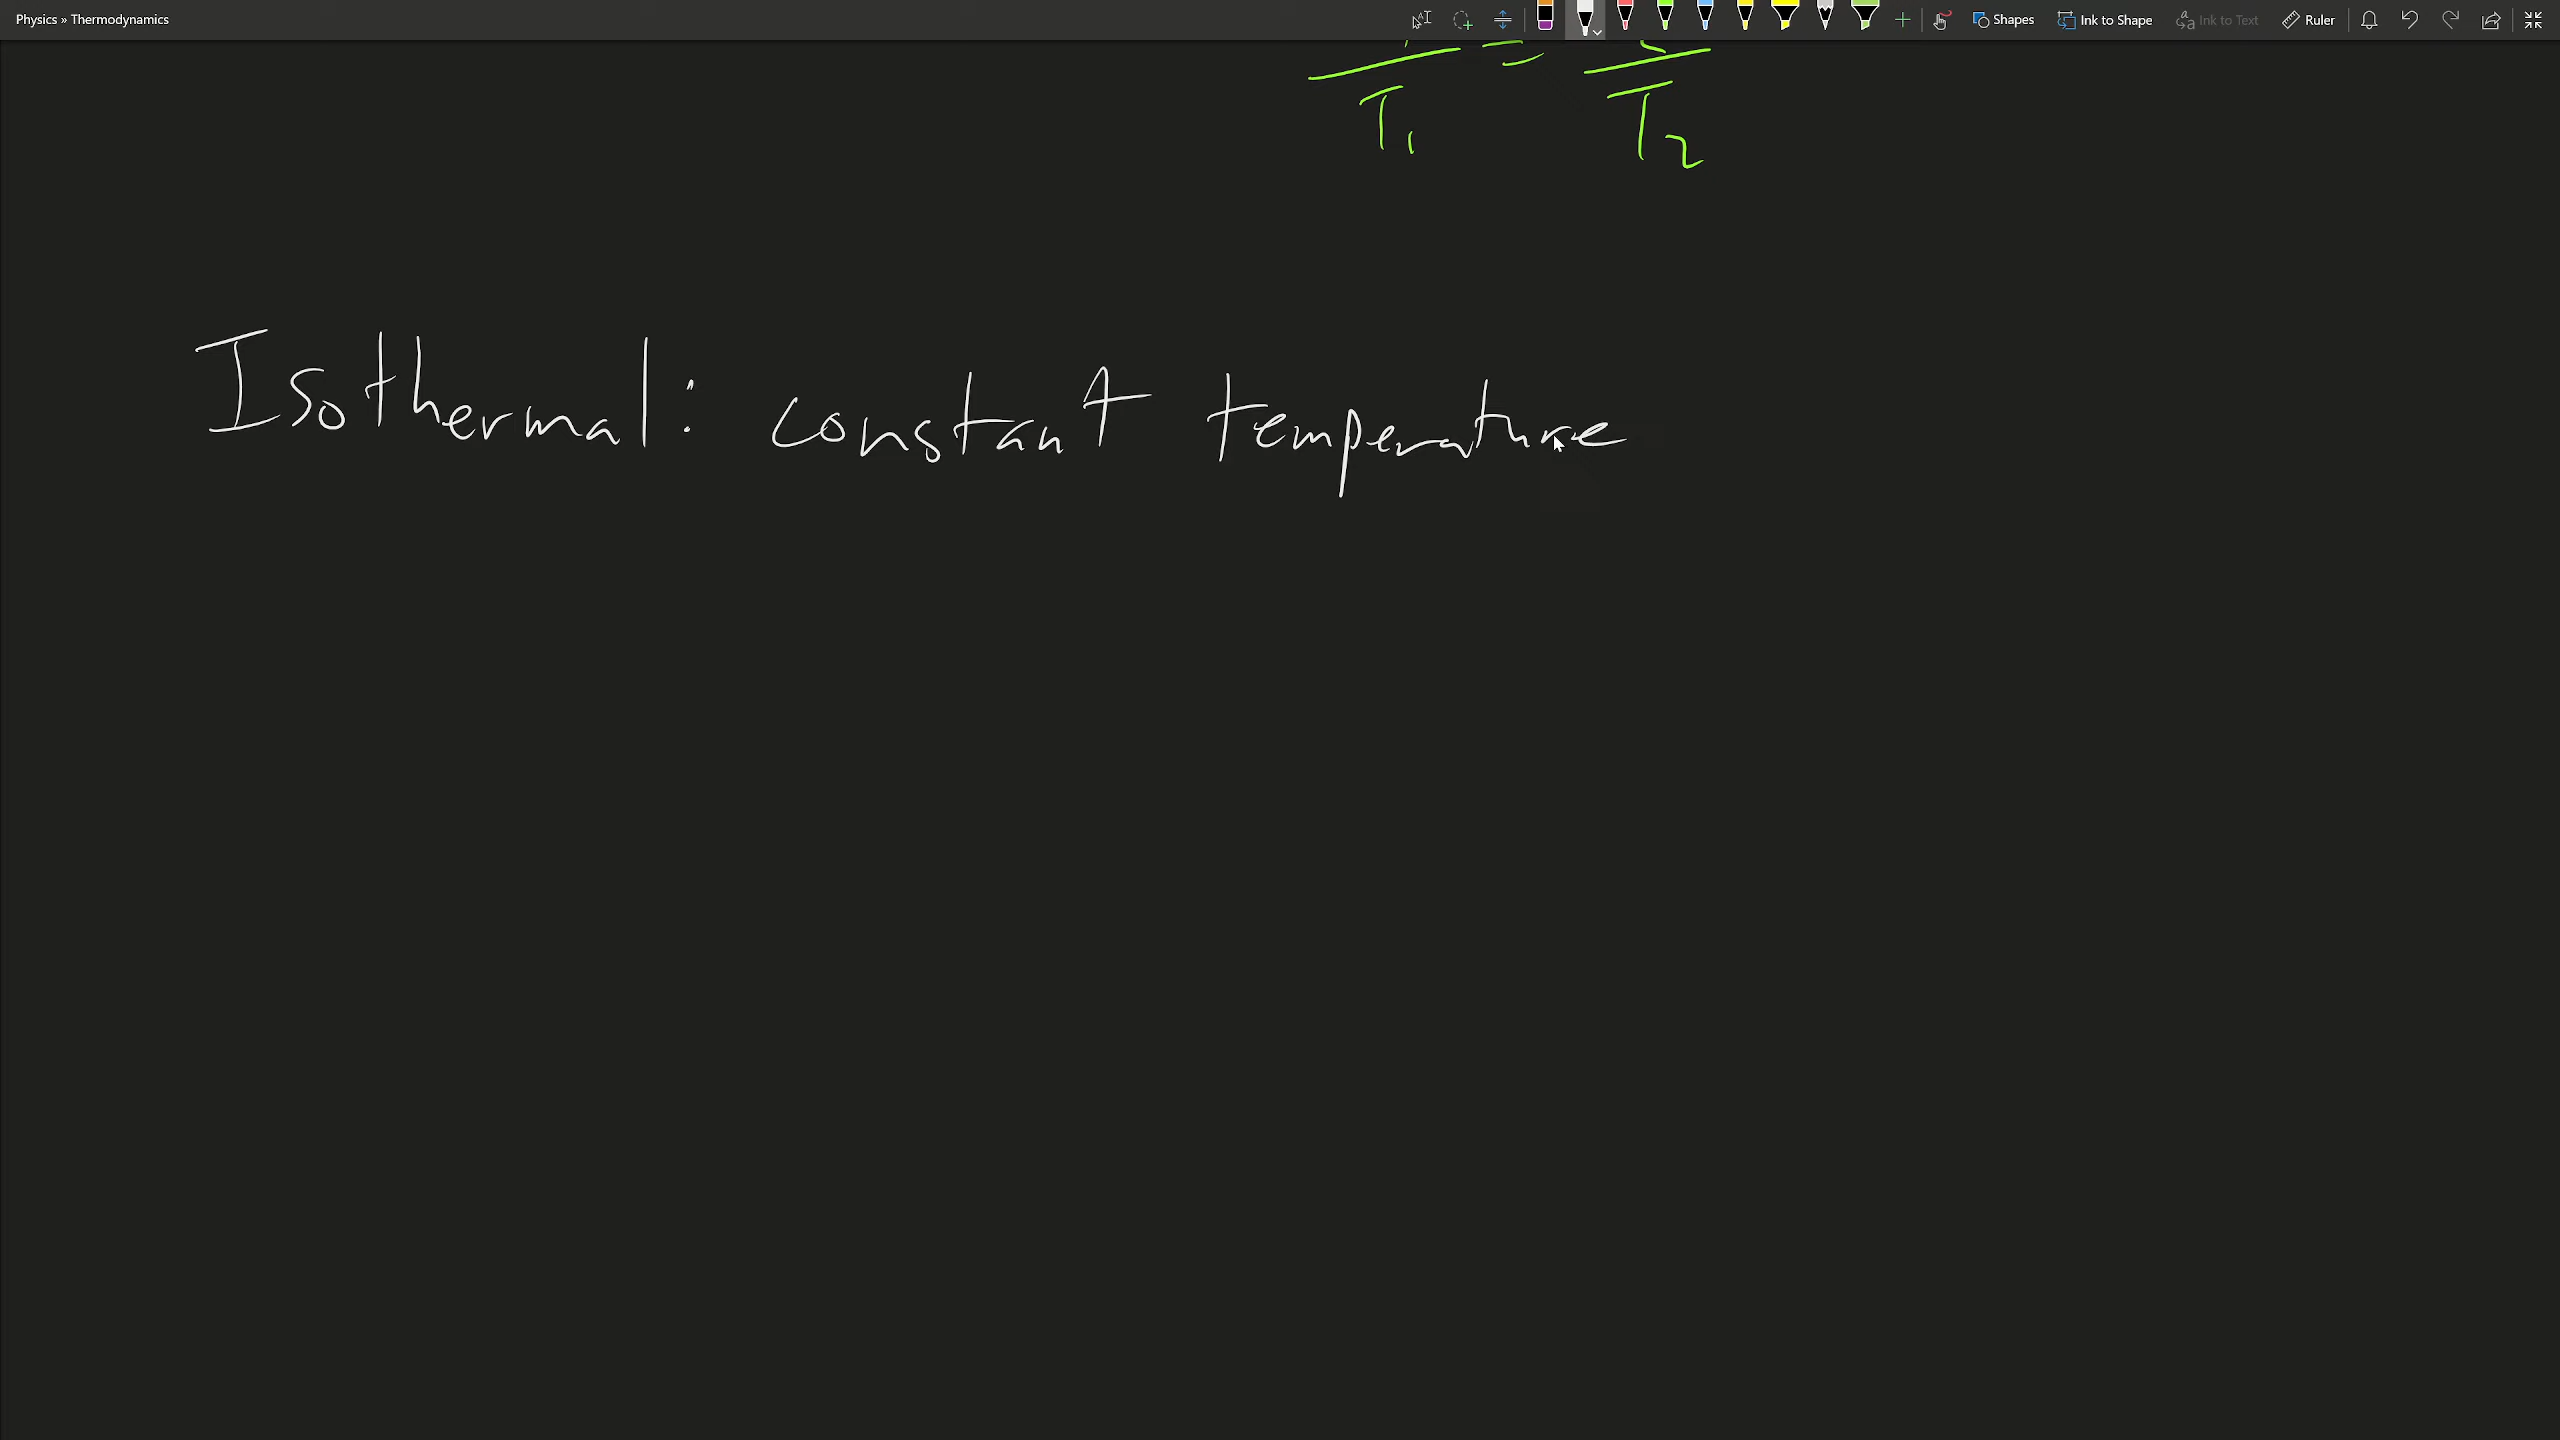 Physics » Thermodynamics
Shapes Ink to Shape Ink to Text Ruler
T₁ = T₂
Isothermal: constant temperature